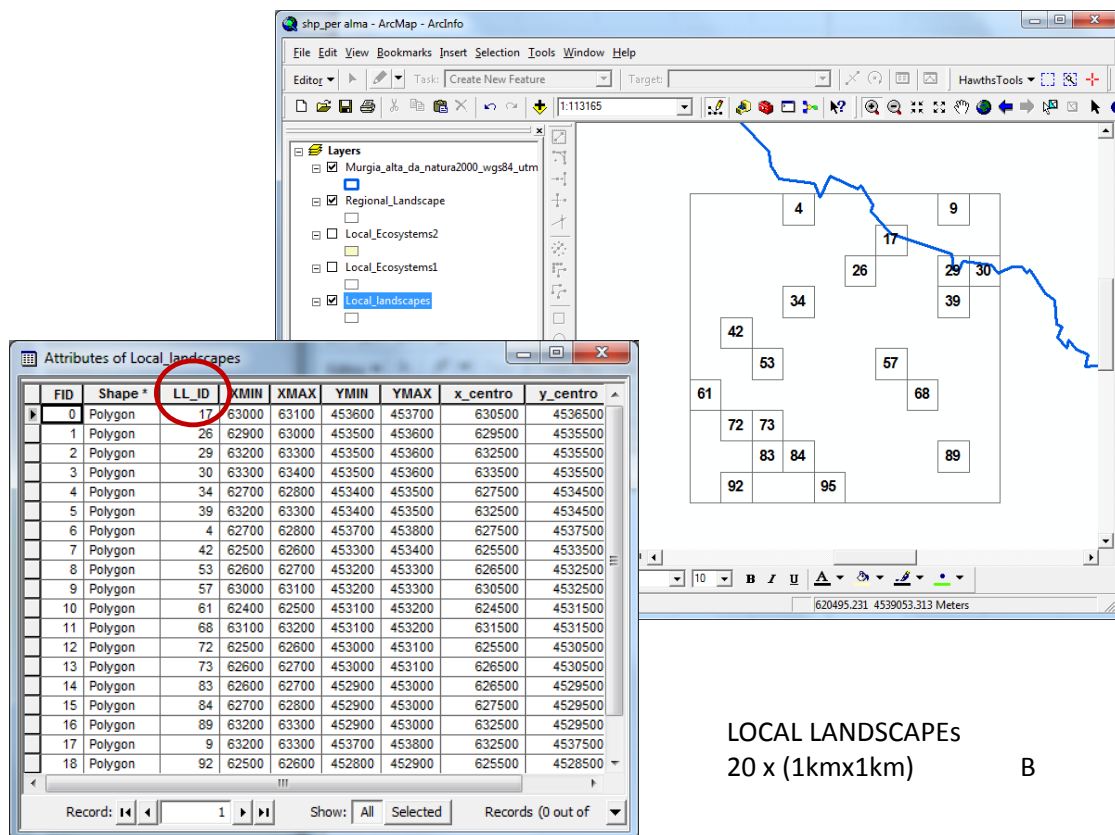 shp_per alma - ArcMap - ArcInfo
File Edit View Bookmarks Insert Selection Tools Window Help
Editor Task: Create New Feature Target: HawthsTools
1:113165
Layers
Murgia_alta_da_natura2000_wgs84_utm
Regional_Landscape
Local_Ecosystems2
Local_Ecosystems1
Local_landscapes
4 9
17
26 29 30
34 39
42
53 57
61 68
72 73
83 84 89
92 95
10 B I U A
620495.231 4539053.313 Meters
Attributes of Local_landscapes
FID Shape * LL_ID XMIN XMAX YMIN YMAX x_centro y_centro
0 Polygon 17 63000 63100 453600 453700 630500 4536500
1 Polygon 26 62900 63000 453500 453600 629500 4535500
2 Polygon 29 63200 63300 453500 453600 632500 4535500
3 Polygon 30 63300 63400 453500 453600 633500 4535500
4 Polygon 34 62700 62800 453400 453500 627500 4534500
5 Polygon 39 63200 63300 453400 453500 632500 4534500
6 Polygon 4 62700 62800 453700 453800 627500 4537500
7 Polygon 42 62500 62600 453300 453400 625500 4533500
8 Polygon 53 62600 62700 453200 453300 626500 4532500
9 Polygon 57 63000 63100 453200 453300 630500 4532500
10 Polygon 61 62400 62500 453100 453200 624500 4531500
11 Polygon 68 63100 63200 453100 453200 631500 4531500
12 Polygon 72 62500 62600 453000 453100 625500 4530500
13 Polygon 73 62600 62700 453000 453100 626500 4530500
14 Polygon 83 62600 62700 452900 453000 626500 4529500
15 Polygon 84 62700 62800 452900 453000 627500 4529500
16 Polygon 89 63200 63300 452900 453000 632500 4529500
17 Polygon 9 63200 63300 453700 453800 632500 4537500
18 Polygon 92 62500 62600 452800 452900 625500 4528500
Record: 1 Show: All Selected Records (0 out of
LOCAL LANDSCAPEs
20 x (1kmx1km) B